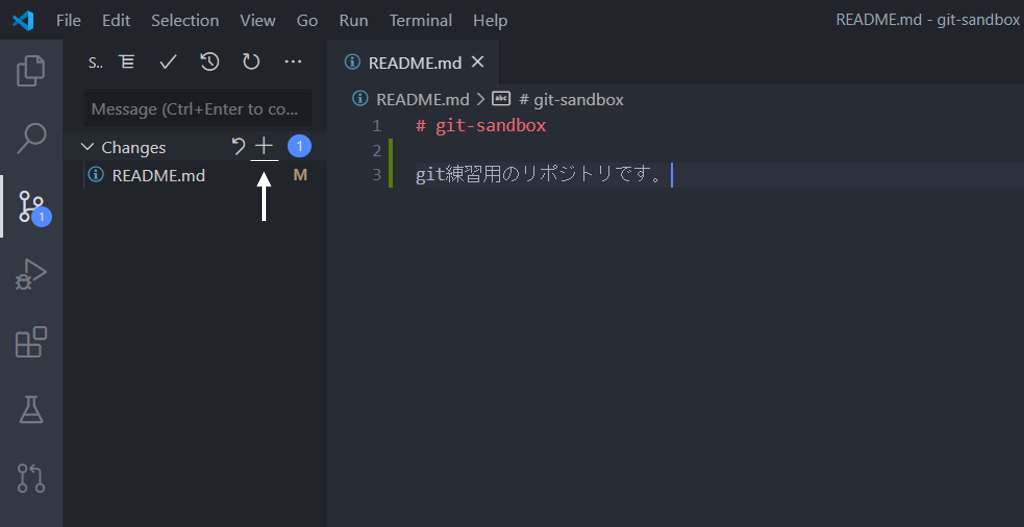 File Edit Selection View Go Run Terminal Help README.md - git-sandbox
S..
README.md
Message (Ctrl+Enter to co...
README.md # git-sandbox
Changes 1
README.md M
1 # git-sandbox
2
3 git練習用のリポジトリです。
1